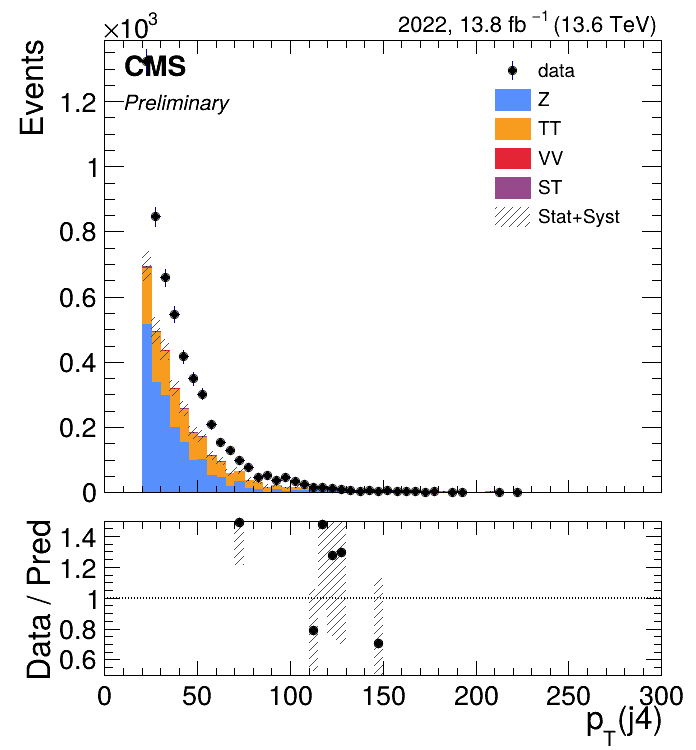 ×10³
2022, 13.8 fb⁻¹ (13.6 TeV)
Events
CMS
Preliminary
data
Z
TT
VV
ST
Stat+Syst
1.2
1
0.8
0.6
0.4
0.2
0
Data / Pred
1.4
1.2
1
0.8
0.6
0 50 100 150 200 250 300
p_T(j4)